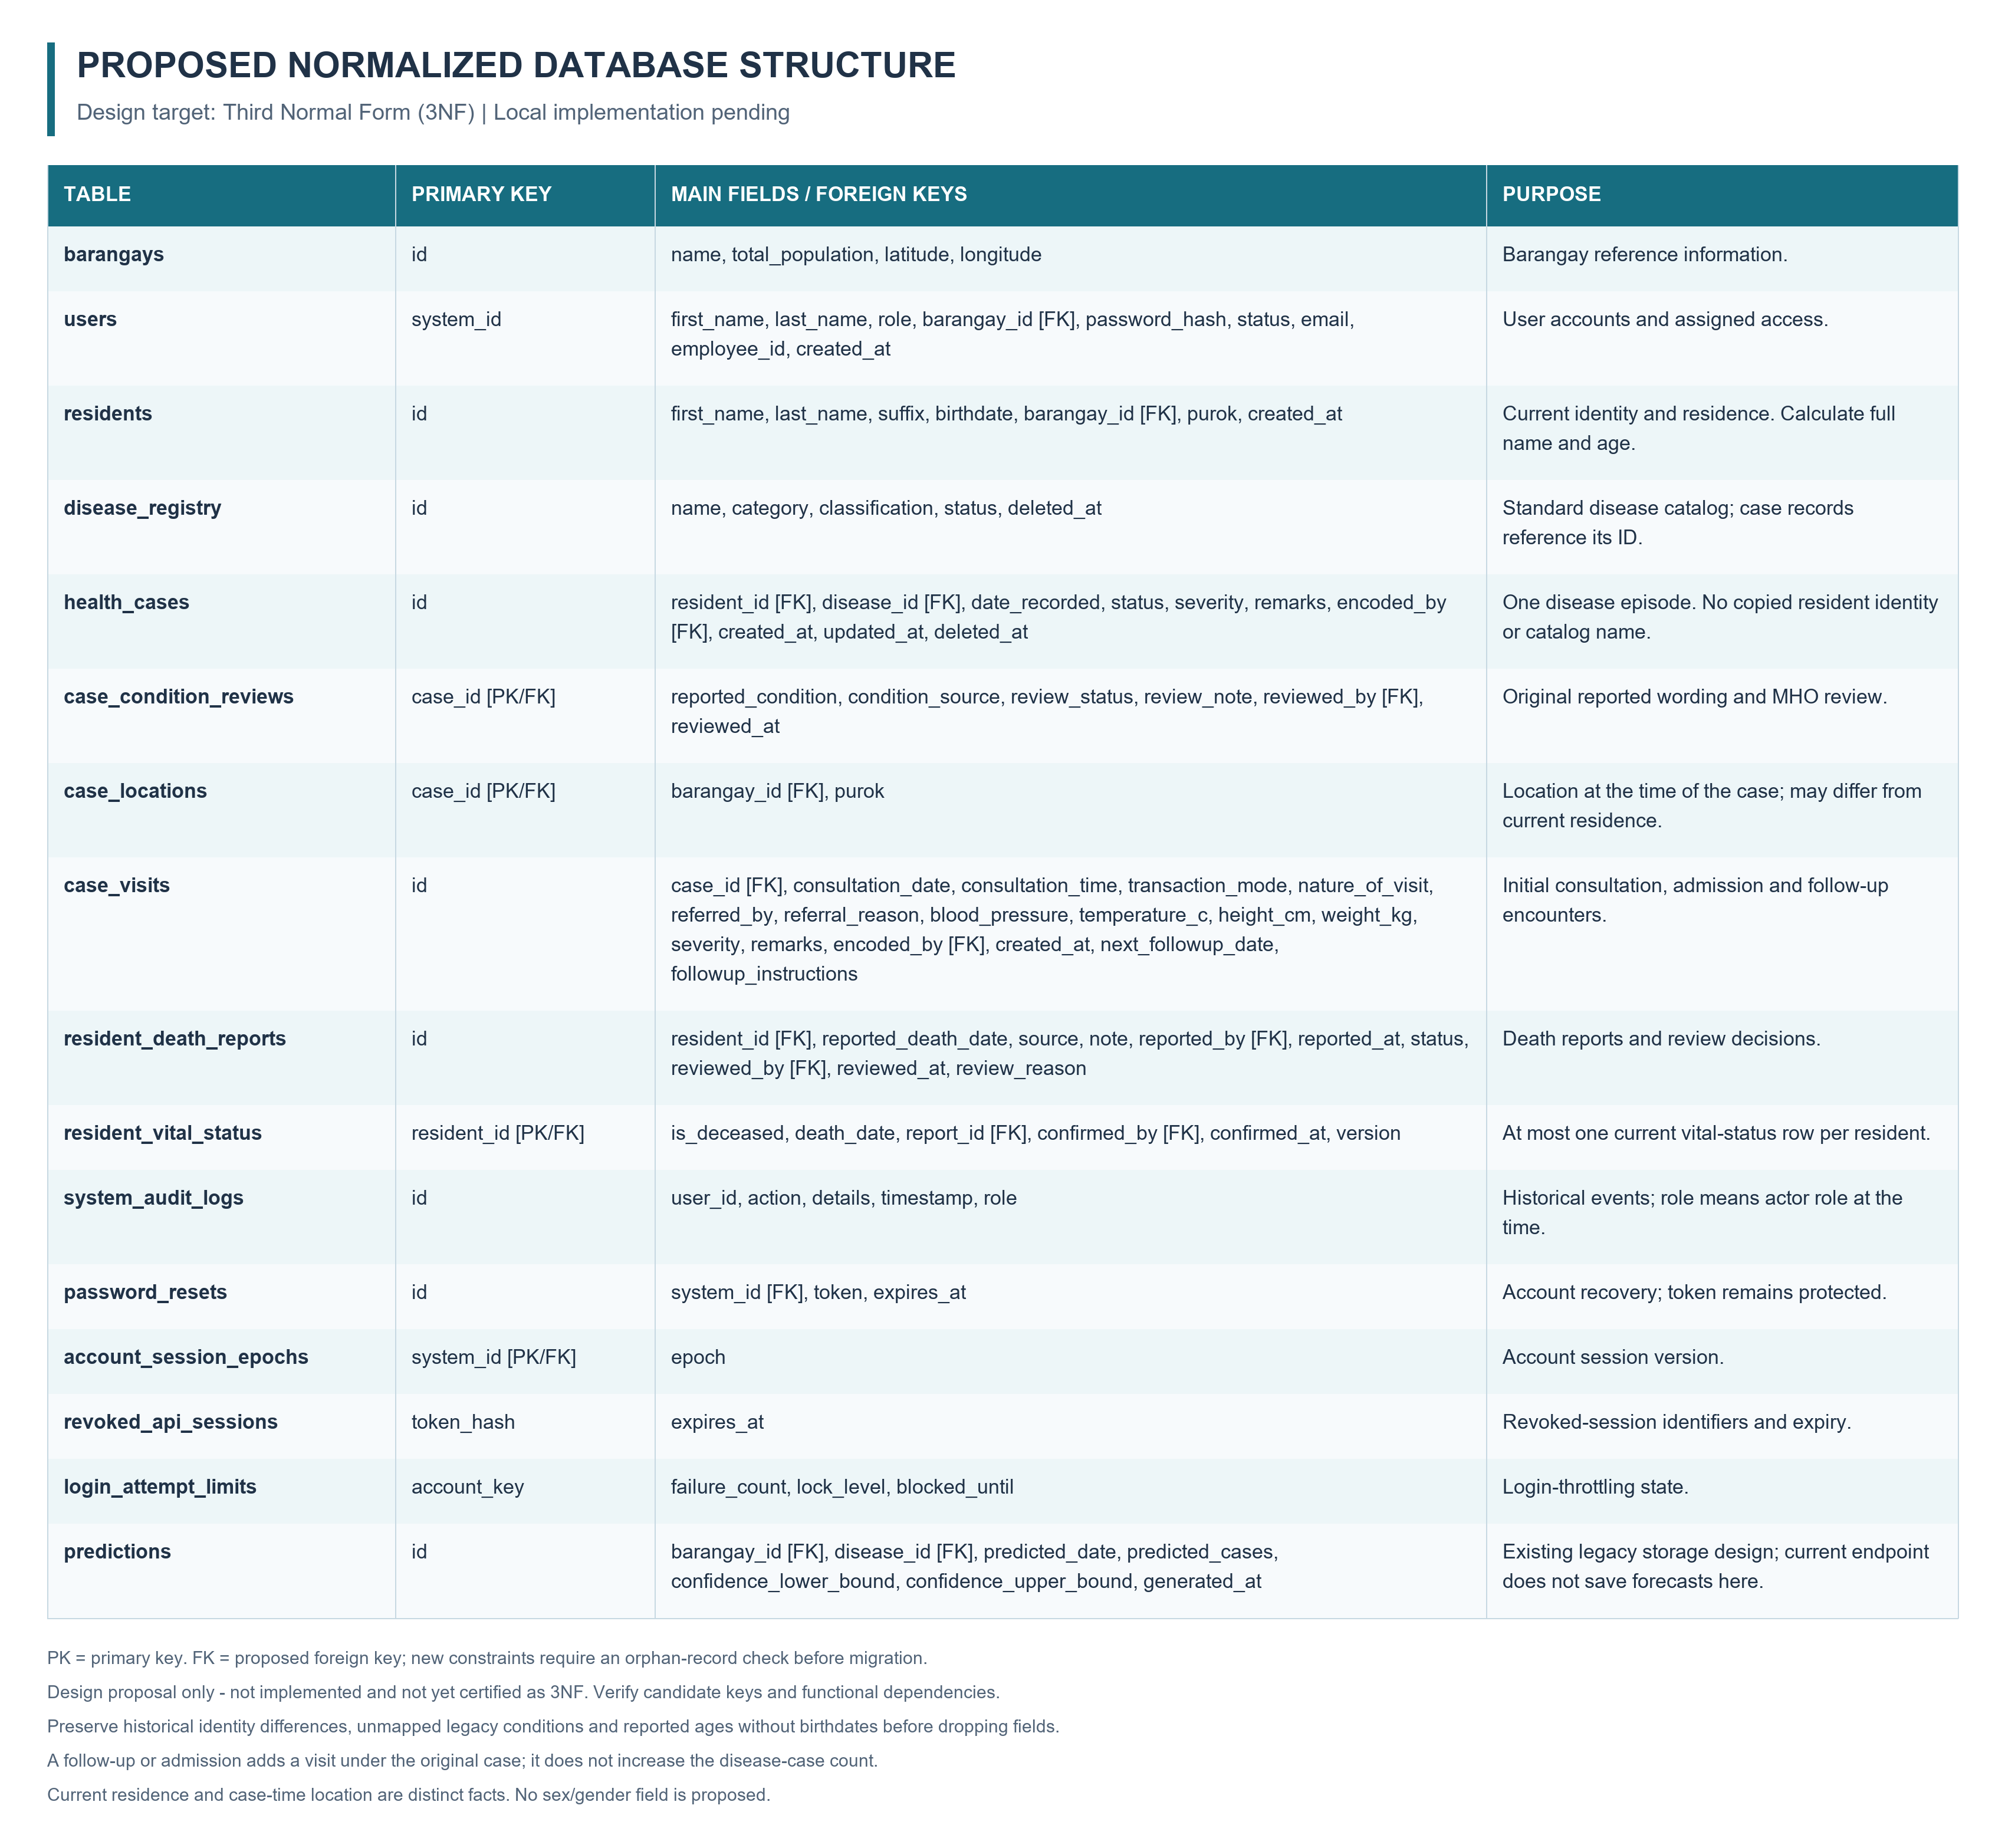 PROPOSED NORMALIZED DATABASE STRUCTURE
Design target: Third Normal Form (3NF) | Local implementation pending
TABLE PRIMARY KEY MAIN FIELDS / FOREIGN KEYS PURPOSE
barangays id name, total_population, latitude, longitude Barangay reference information.
users system_id first_name, last_name, role, barangay_id [FK], password_hash, status, email, User accounts and assigned access.
employee_id, created_at
residents id first_name, last_name, suffix, birthdate, barangay_id [FK], purok, created_at Current identity and residence. Calculate full
name and age.
disease_registry id name, category, classification, status, deleted_at Standard disease catalog; case records
reference its ID.
health_cases id resident_id [FK], disease_id [FK], date_recorded, status, severity, remarks, encoded_by One disease episode. No copied resident identity
[FK], created_at, updated_at, deleted_at or catalog name.
case_condition_reviews case_id [PK/FK] reported_condition, condition_source, review_status, review_note, reviewed_by [FK], Original reported wording and MHO review.
reviewed_at
case_locations case_id [PK/FK] barangay_id [FK], purok Location at the time of the case; may differ from
current residence.
case_visits id case_id [FK], consultation_date, consultation_time, transaction_mode, nature_of_visit, Initial consultation, admission and follow-up
referred_by, referral_reason, blood_pressure, temperature_c, height_cm, weight_kg, encounters.
severity, remarks, encoded_by [FK], created_at, next_followup_date,
followup_instructions
resident_death_reports id resident_id [FK], reported_death_date, source, note, reported_by [FK], reported_at, status, Death reports and review decisions.
reviewed_by [FK], reviewed_at, review_reason
resident_vital_status resident_id [PK/FK] is_deceased, death_date, report_id [FK], confirmed_by [FK], confirmed_at, version At most one current vital-status row per resident.
system_audit_logs id user_id, action, details, timestamp, role Historical events; role means actor role at the
time.
password_resets id system_id [FK], token, expires_at Account recovery; token remains protected.
account_session_epochs system_id [PK/FK] epoch Account session version.
revoked_api_sessions token_hash expires_at Revoked-session identifiers and expiry.
login_attempt_limits account_key failure_count, lock_level, blocked_until Login-throttling state.
predictions id barangay_id [FK], disease_id [FK], predicted_date, predicted_cases, Existing legacy storage design; current endpoint
confidence_lower_bound, confidence_upper_bound, generated_at does not save forecasts here.
PK = primary key. FK = proposed foreign key; new constraints require an orphan-record check before migration.
Design proposal only - not implemented and not yet certified as 3NF. Verify candidate keys and functional dependencies.
Preserve historical identity differences, unmapped legacy conditions and reported ages without birthdates before dropping fields.
A follow-up or admission adds a visit under the original case; it does not increase the disease-case count.
Current residence and case-time location are distinct facts. No sex/gender field is proposed.